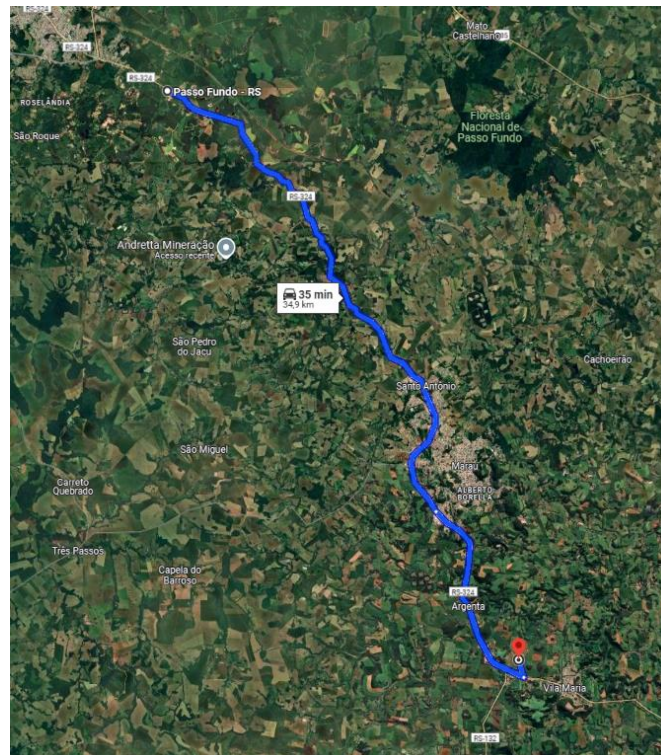 RS-324
RS-324
RS-324
Passo Fundo - RS
ROSELÂNDIA
São Roque
Mato
Castelhano
Floresta
Nacional de
Passo Fundo
RS-324
Andretta Mineração
Acesso recente
35 min
34,9 km
São Pedro
do Jacu
Cachoeirão
Santo Antônio
São Miguel
Marau
Carreto
Quebrado
ALBERTO
BORELLA
Três Passos
Capela do
Barroso
RS-324
Argenta
Vila Maria
RS-132